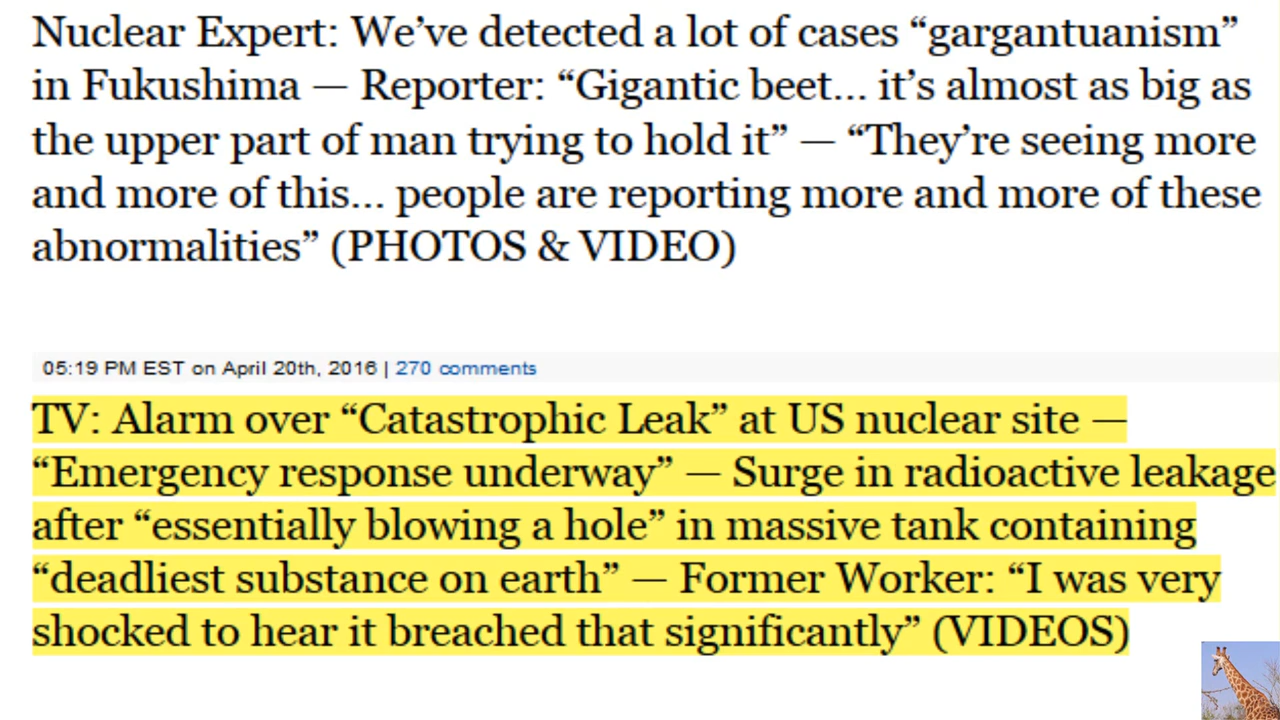 Nuclear Expert: We’ve detected a lot of cases “gargantuanism”
in Fukushima — Reporter: “Gigantic beet… it’s almost as big as
the upper part of man trying to hold it” — “They’re seeing more
and more of this… people are reporting more and more of these
abnormalities” (PHOTOS & VIDEO)
05:19 PM EST on April 20th, 2016 | 270 comments
TV: Alarm over “Catastrophic Leak” at US nuclear site —
“Emergency response underway” — Surge in radioactive leakage
after “essentially blowing a hole” in massive tank containing
“deadliest substance on earth” — Former Worker: “I was very
shocked to hear it breached that significantly” (VIDEOS)